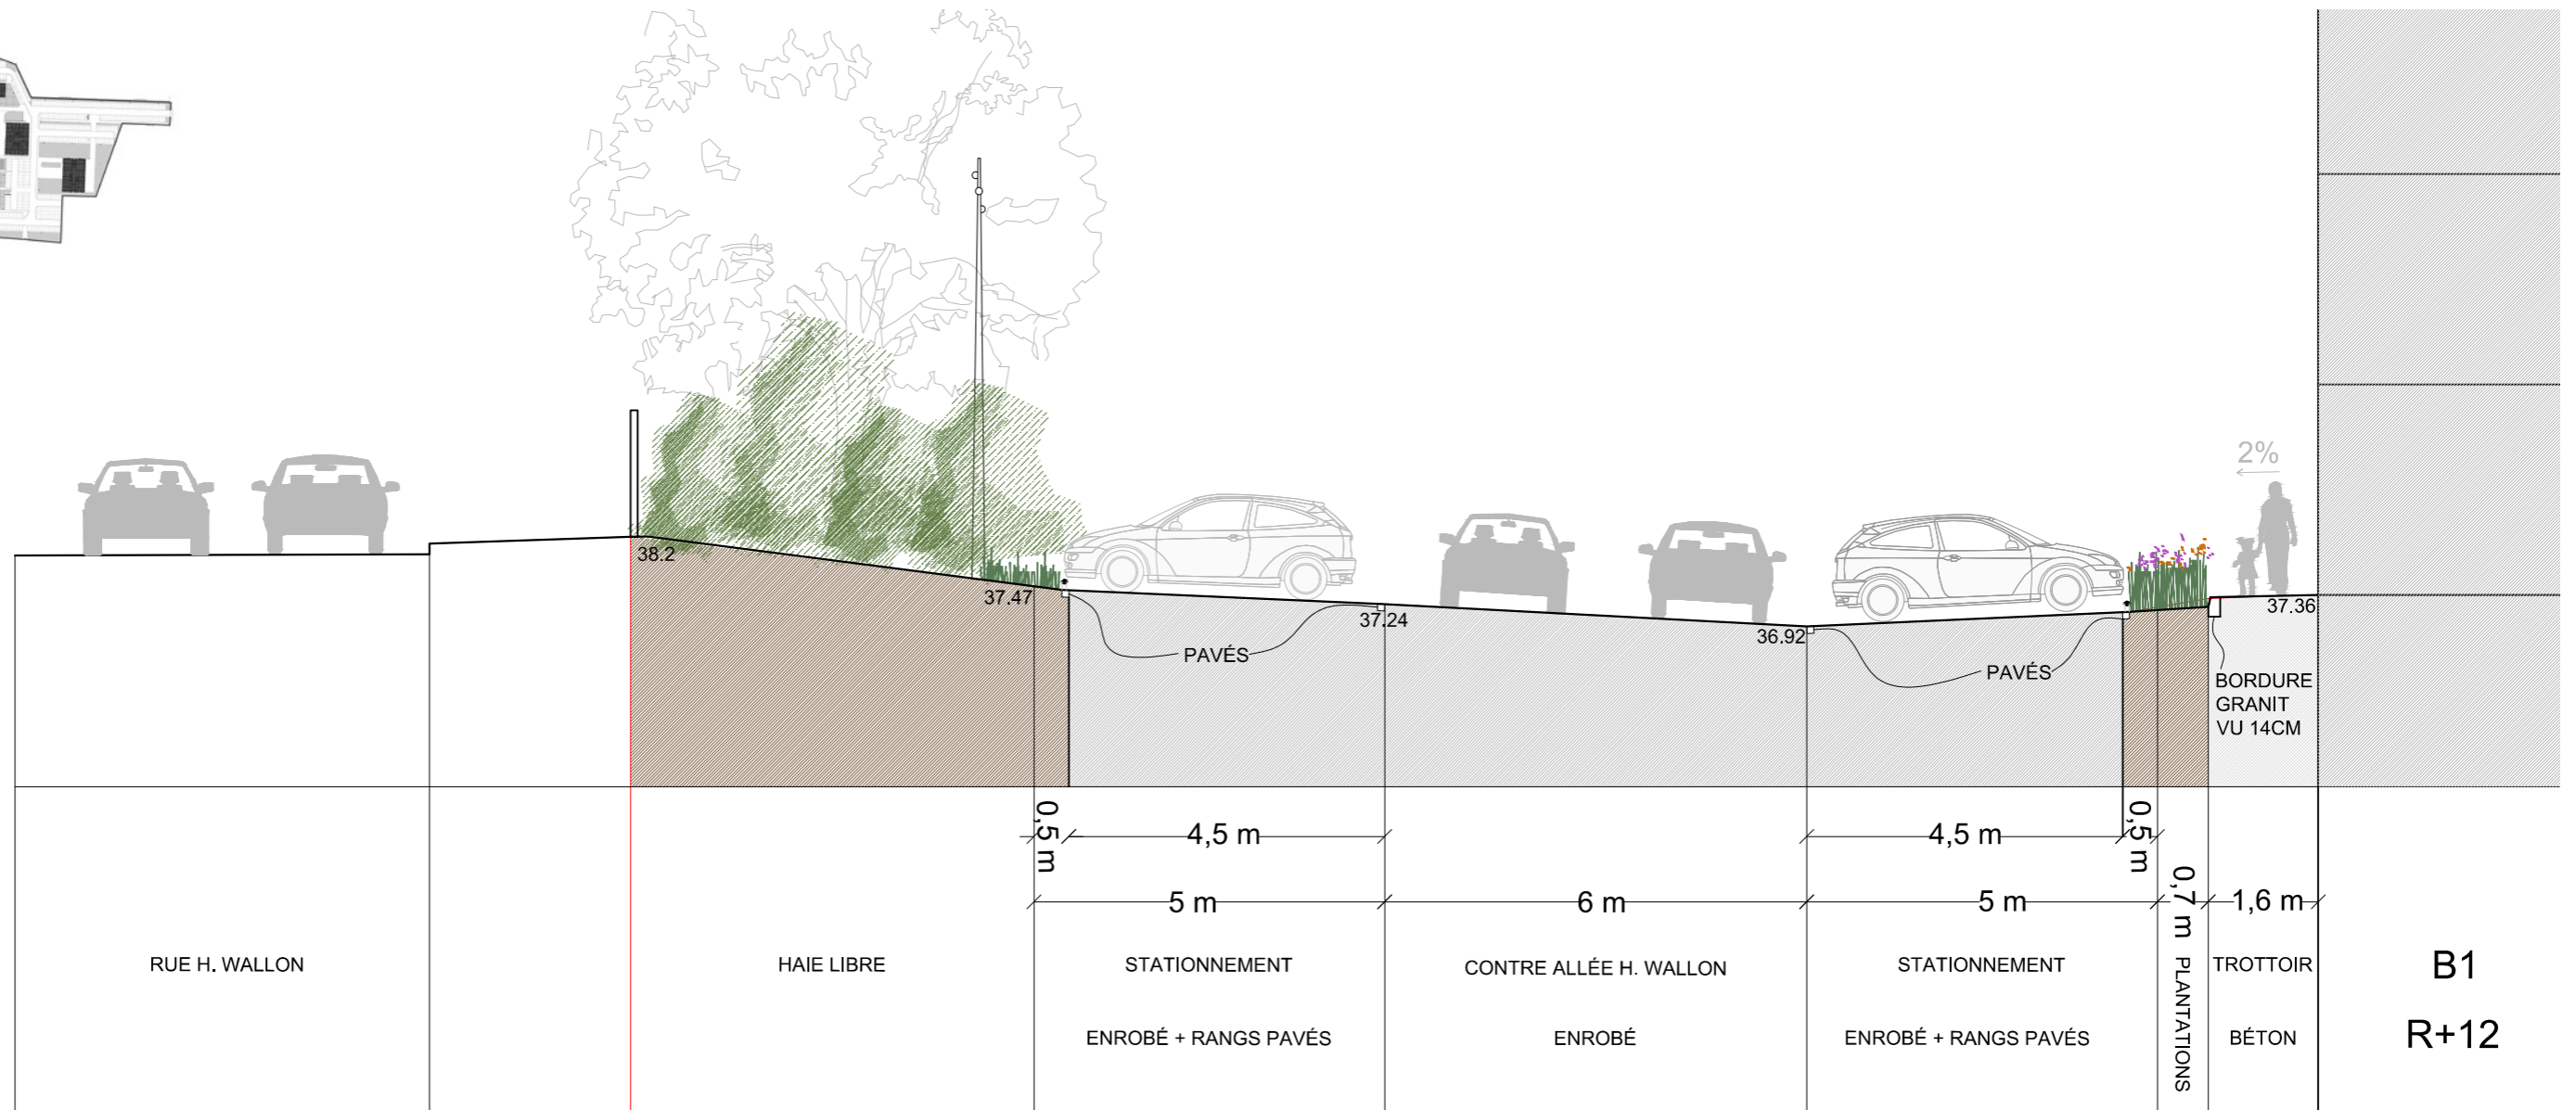 2%
38.2
37.47
37.24
36.92
37.36
PAVÉS
PAVÉS
BORDURE
GRANIT
VU 14CM
0,5 m
4,5 m
4,5 m
0,5 m
5 m
6 m
5 m
0,7 m
1,6 m
RUE H. WALLON
HAIE LIBRE
STATIONNEMENT
ENROBÉ + RANGS PAVÉS
CONTRE ALLÉE H. WALLON
ENROBÉ
STATIONNEMENT
ENROBÉ + RANGS PAVÉS
PLANTATIONS
TROTTOIR
BÉTON
B1
R+12